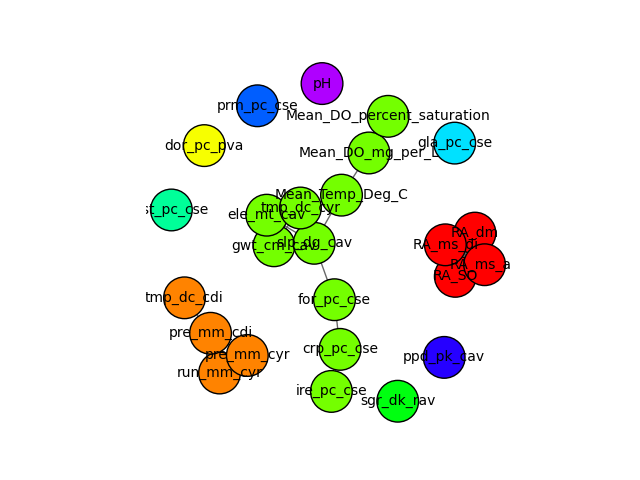 pH
prm_pc_cse
Mean_DO_percent_saturation
dor_pc_pva
gla_pc_cse
Mean_DO_mg_per_L
Mean_Temp_Deg_C
st_pc_cse
tmp_dc_cyr
ele_mt_cav
slp_dg_cav
gwt_cm_cav
RA_dm
RA_ms_di
RA_ms_a
RA_SO
tmp_dc_cdi
for_pc_cse
pre_mm_cdi
pre_mm_cyr
crp_pc_cse
ppd_pk_cav
run_mm_cyr
ire_pc_cse
sgr_dk_rav